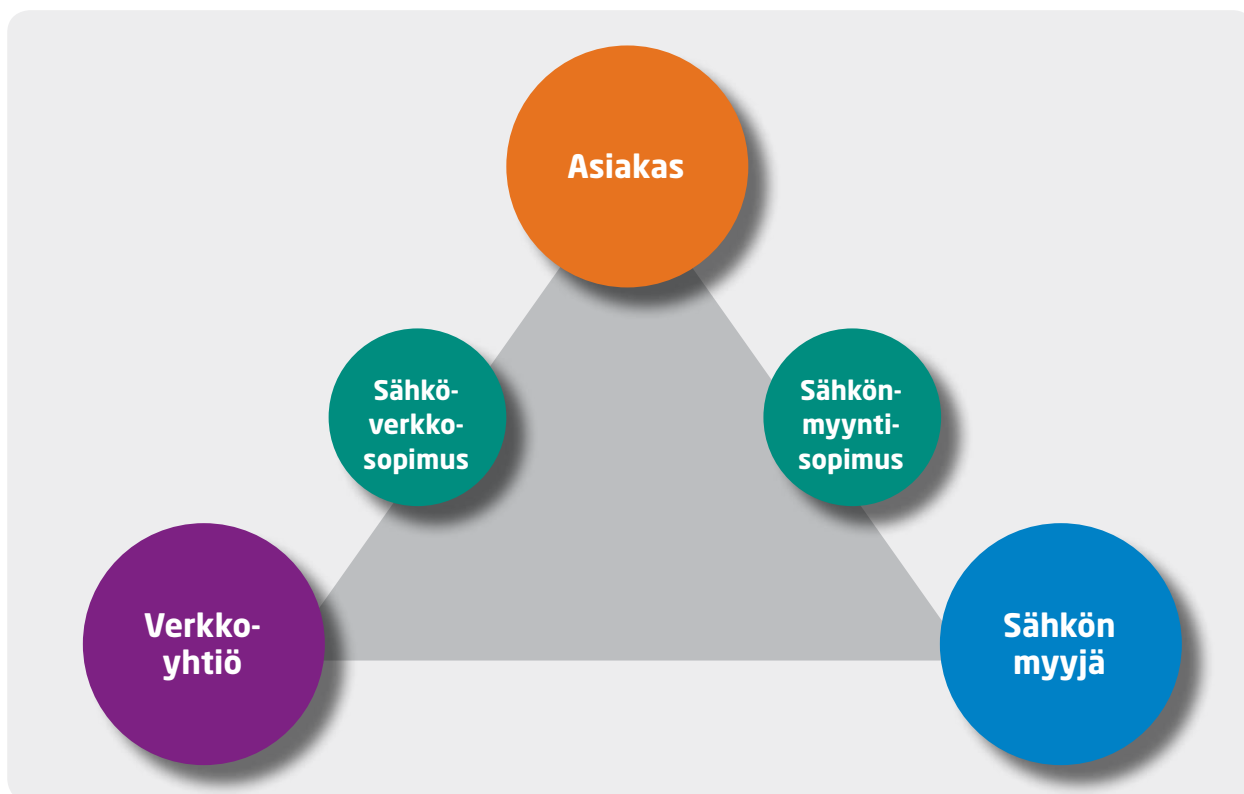 Asiakas
Sähkö-
verkko-
sopimus
Sähkön-
myynti-
sopimus
Verkko-
yhtiö
Sähkön
myyjä